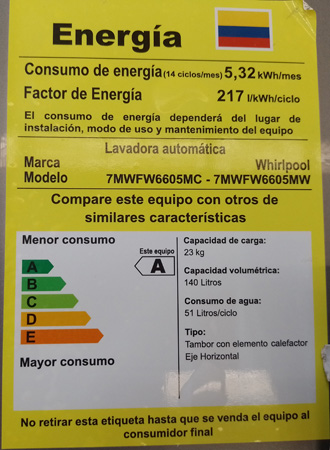 Energía
Consumo de energía (14 ciclos/mes) 5,32 kWh/mes
Factor de Energía 217 l/kWh/ciclo
El consumo de energía dependerá del lugar de
instalación, modo de uso y mantenimiento del equipo
Lavadora automática
Marca Whirlpool
Modelo 7MWFW6605MC - 7MWFW6605MW
Compare este equipo con otros de
similares características
Menor consumo
Este equipo
A
A
B
C
D
E
Mayor consumo
Capacidad de carga:
23 kg
Capacidad volumétrica:
140 Litros
Consumo de agua:
51 Litros/ciclo
Tipo:
Tambor con elemento calefactor
Eje Horizontal
No retirar esta etiqueta hasta que se venda el equipo al
consumidor final